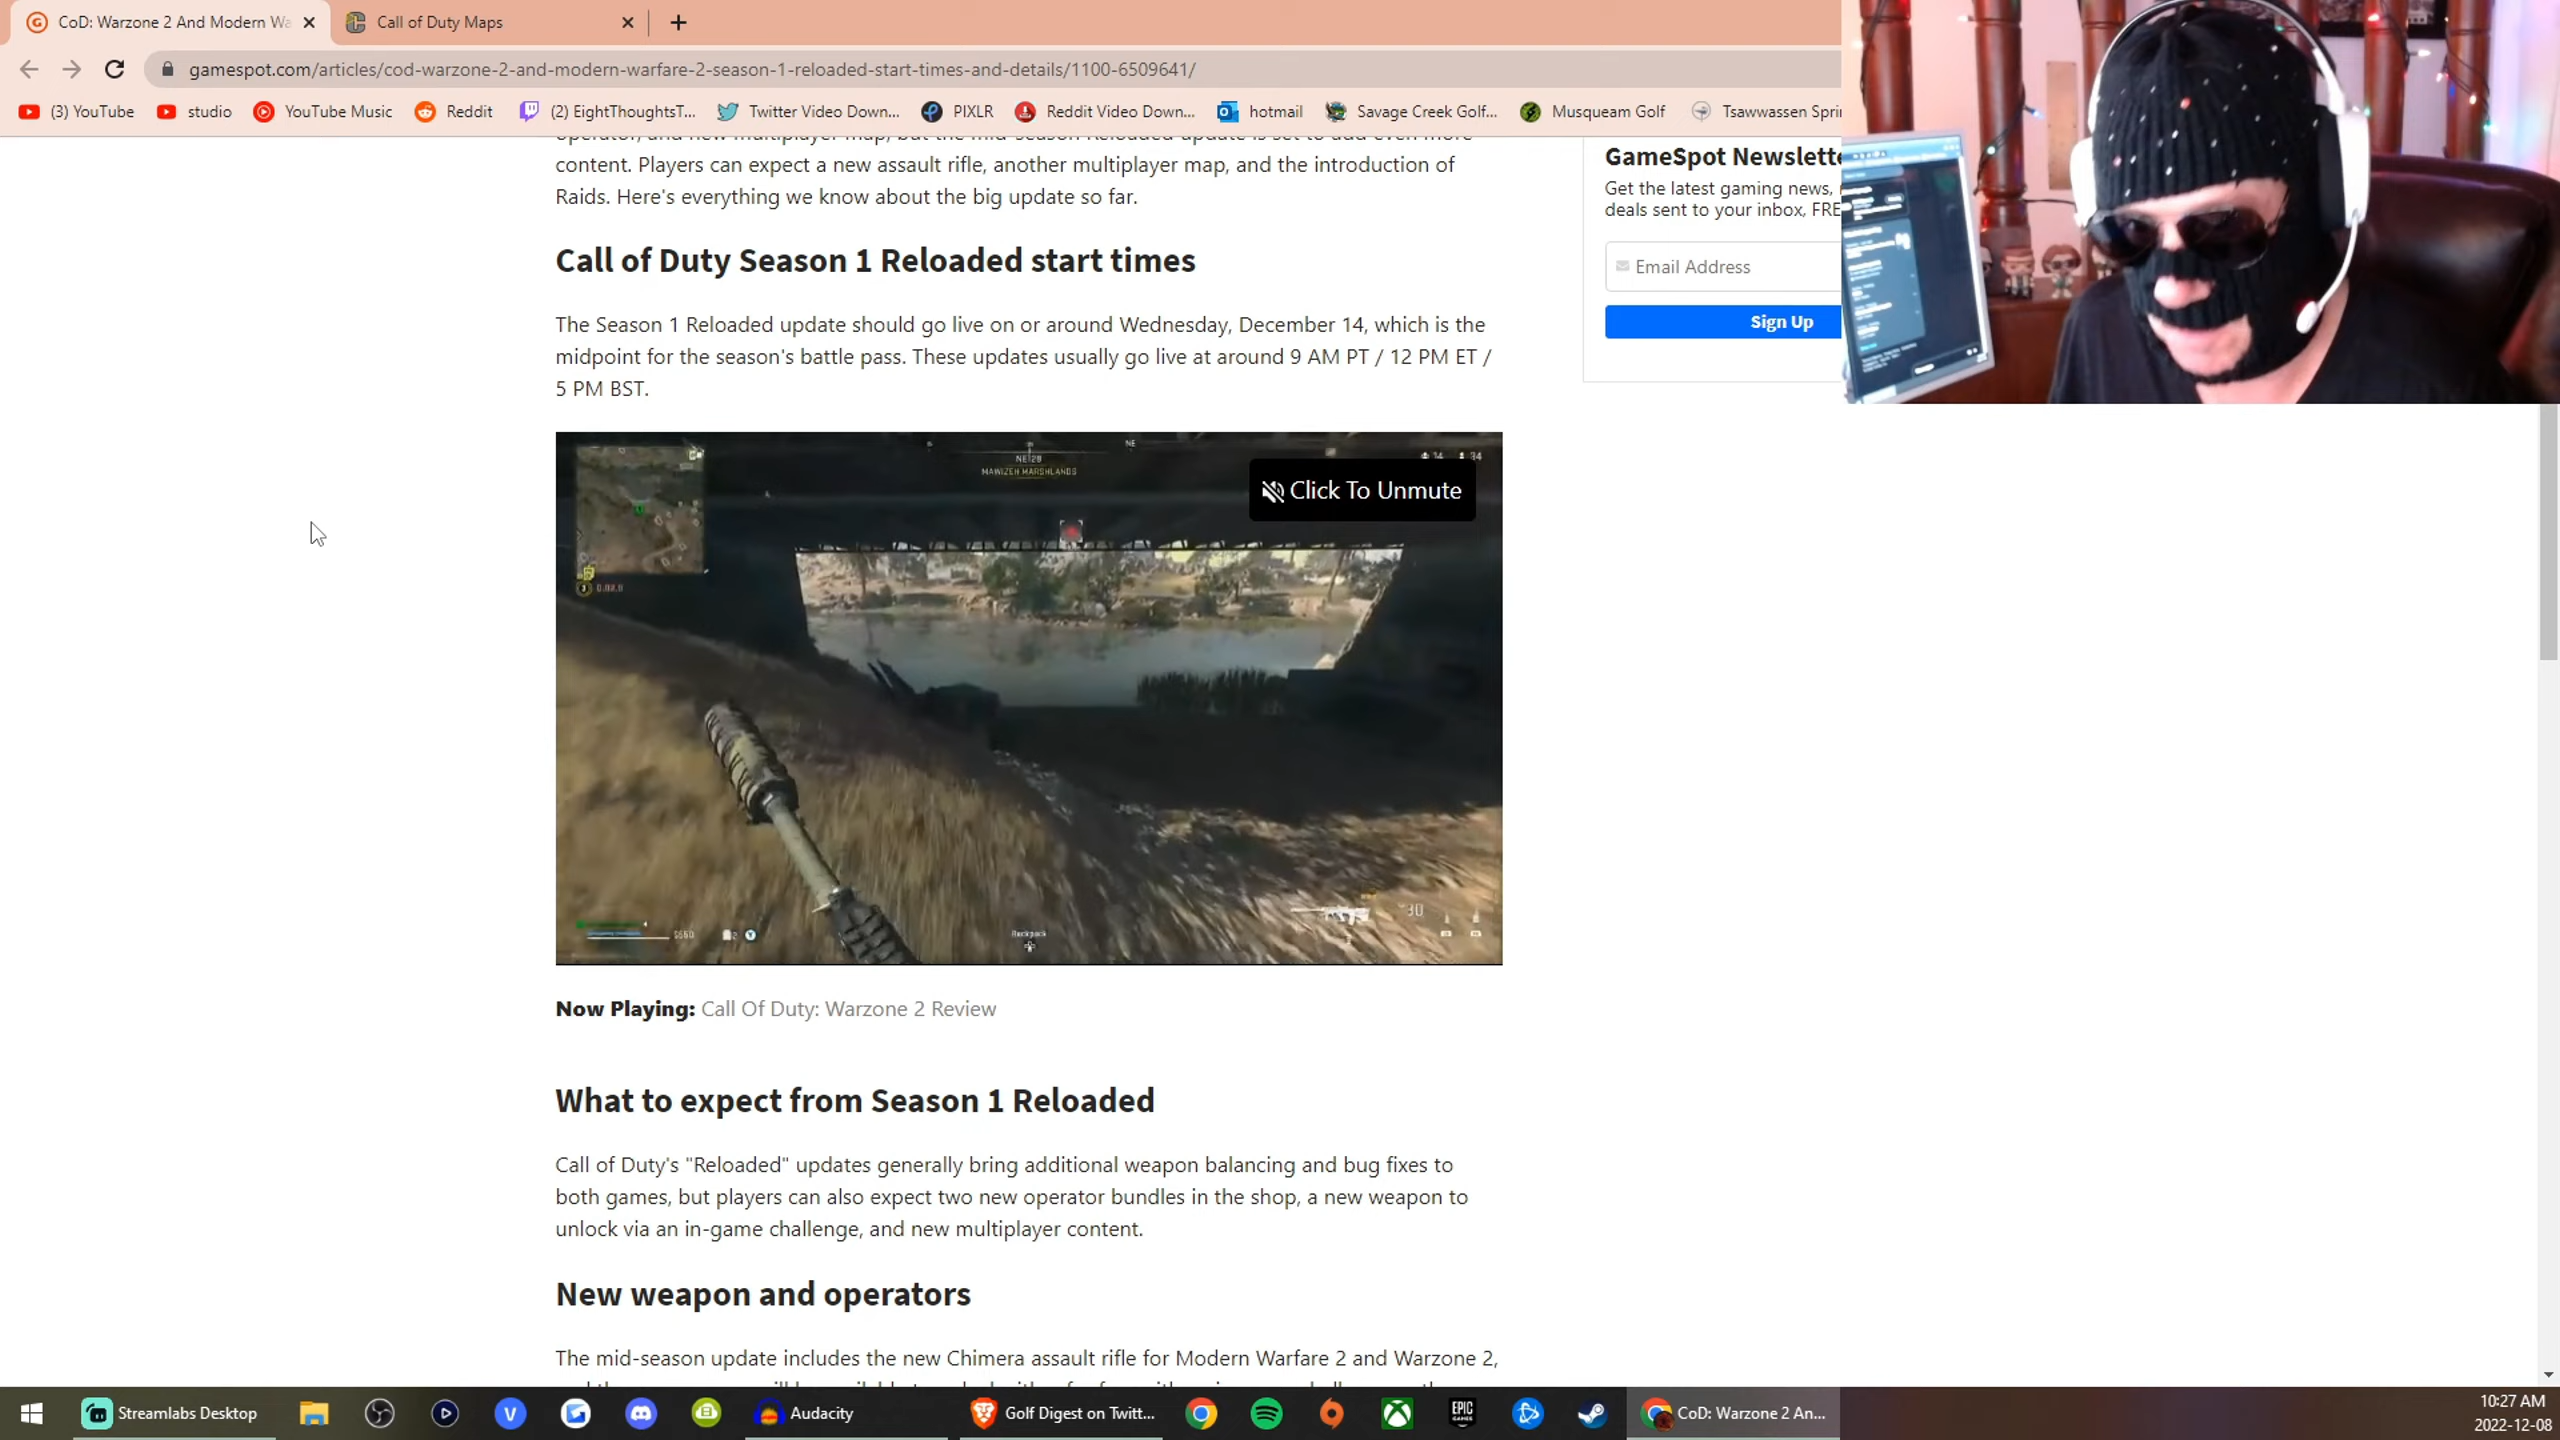 CoD: Warzone 2 And Modern Wa
Call of Duty Maps
gamespot.com/articles/cod-warzone-2-and-modern-warfare-2-season-1-reloaded-start-times-and-details/1100-6509641/
(3) YouTube
studio
YouTube Music
Reddit
(2) EightThoughtsT...
Twitter Video Down...
PIXLR
Reddit Video Down...
hotmail
Savage Creek Golf...
Musqueam Golf
Tsawwassen Spri
operator, and new multiplayer map, but the mid-season Reloaded update is set to add even more
content. Players can expect a new assault rifle, another multiplayer map, and the introduction of
Raids. Here's everything we know about the big update so far.
GameSpot Newslette
Get the latest gaming news,
deals sent to your inbox, FRE
Email Address
Sign Up
Call of Duty Season 1 Reloaded start times
The Season 1 Reloaded update should go live on or around Wednesday, December 14, which is the
midpoint for the season's battle pass. These updates usually go live at around 9 AM PT / 12 PM ET /
5 PM BST.
NE
MAWIZEH MARSHLANDS
Click To Unmute
Backpack
Now Playing: Call Of Duty: Warzone 2 Review
What to expect from Season 1 Reloaded
Call of Duty's "Reloaded" updates generally bring additional weapon balancing and bug fixes to
both games, but players can also expect two new operator bundles in the shop, a new weapon to
unlock via an in-game challenge, and new multiplayer content.
New weapon and operators
The mid-season update includes the new Chimera assault rifle for Modern Warfare 2 and Warzone 2,
Streamlabs Desktop
Audacity
Golf Digest on Twitt...
EPIC
GAMES
CoD: Warzone 2 An...
10:27 AM
2022-12-08